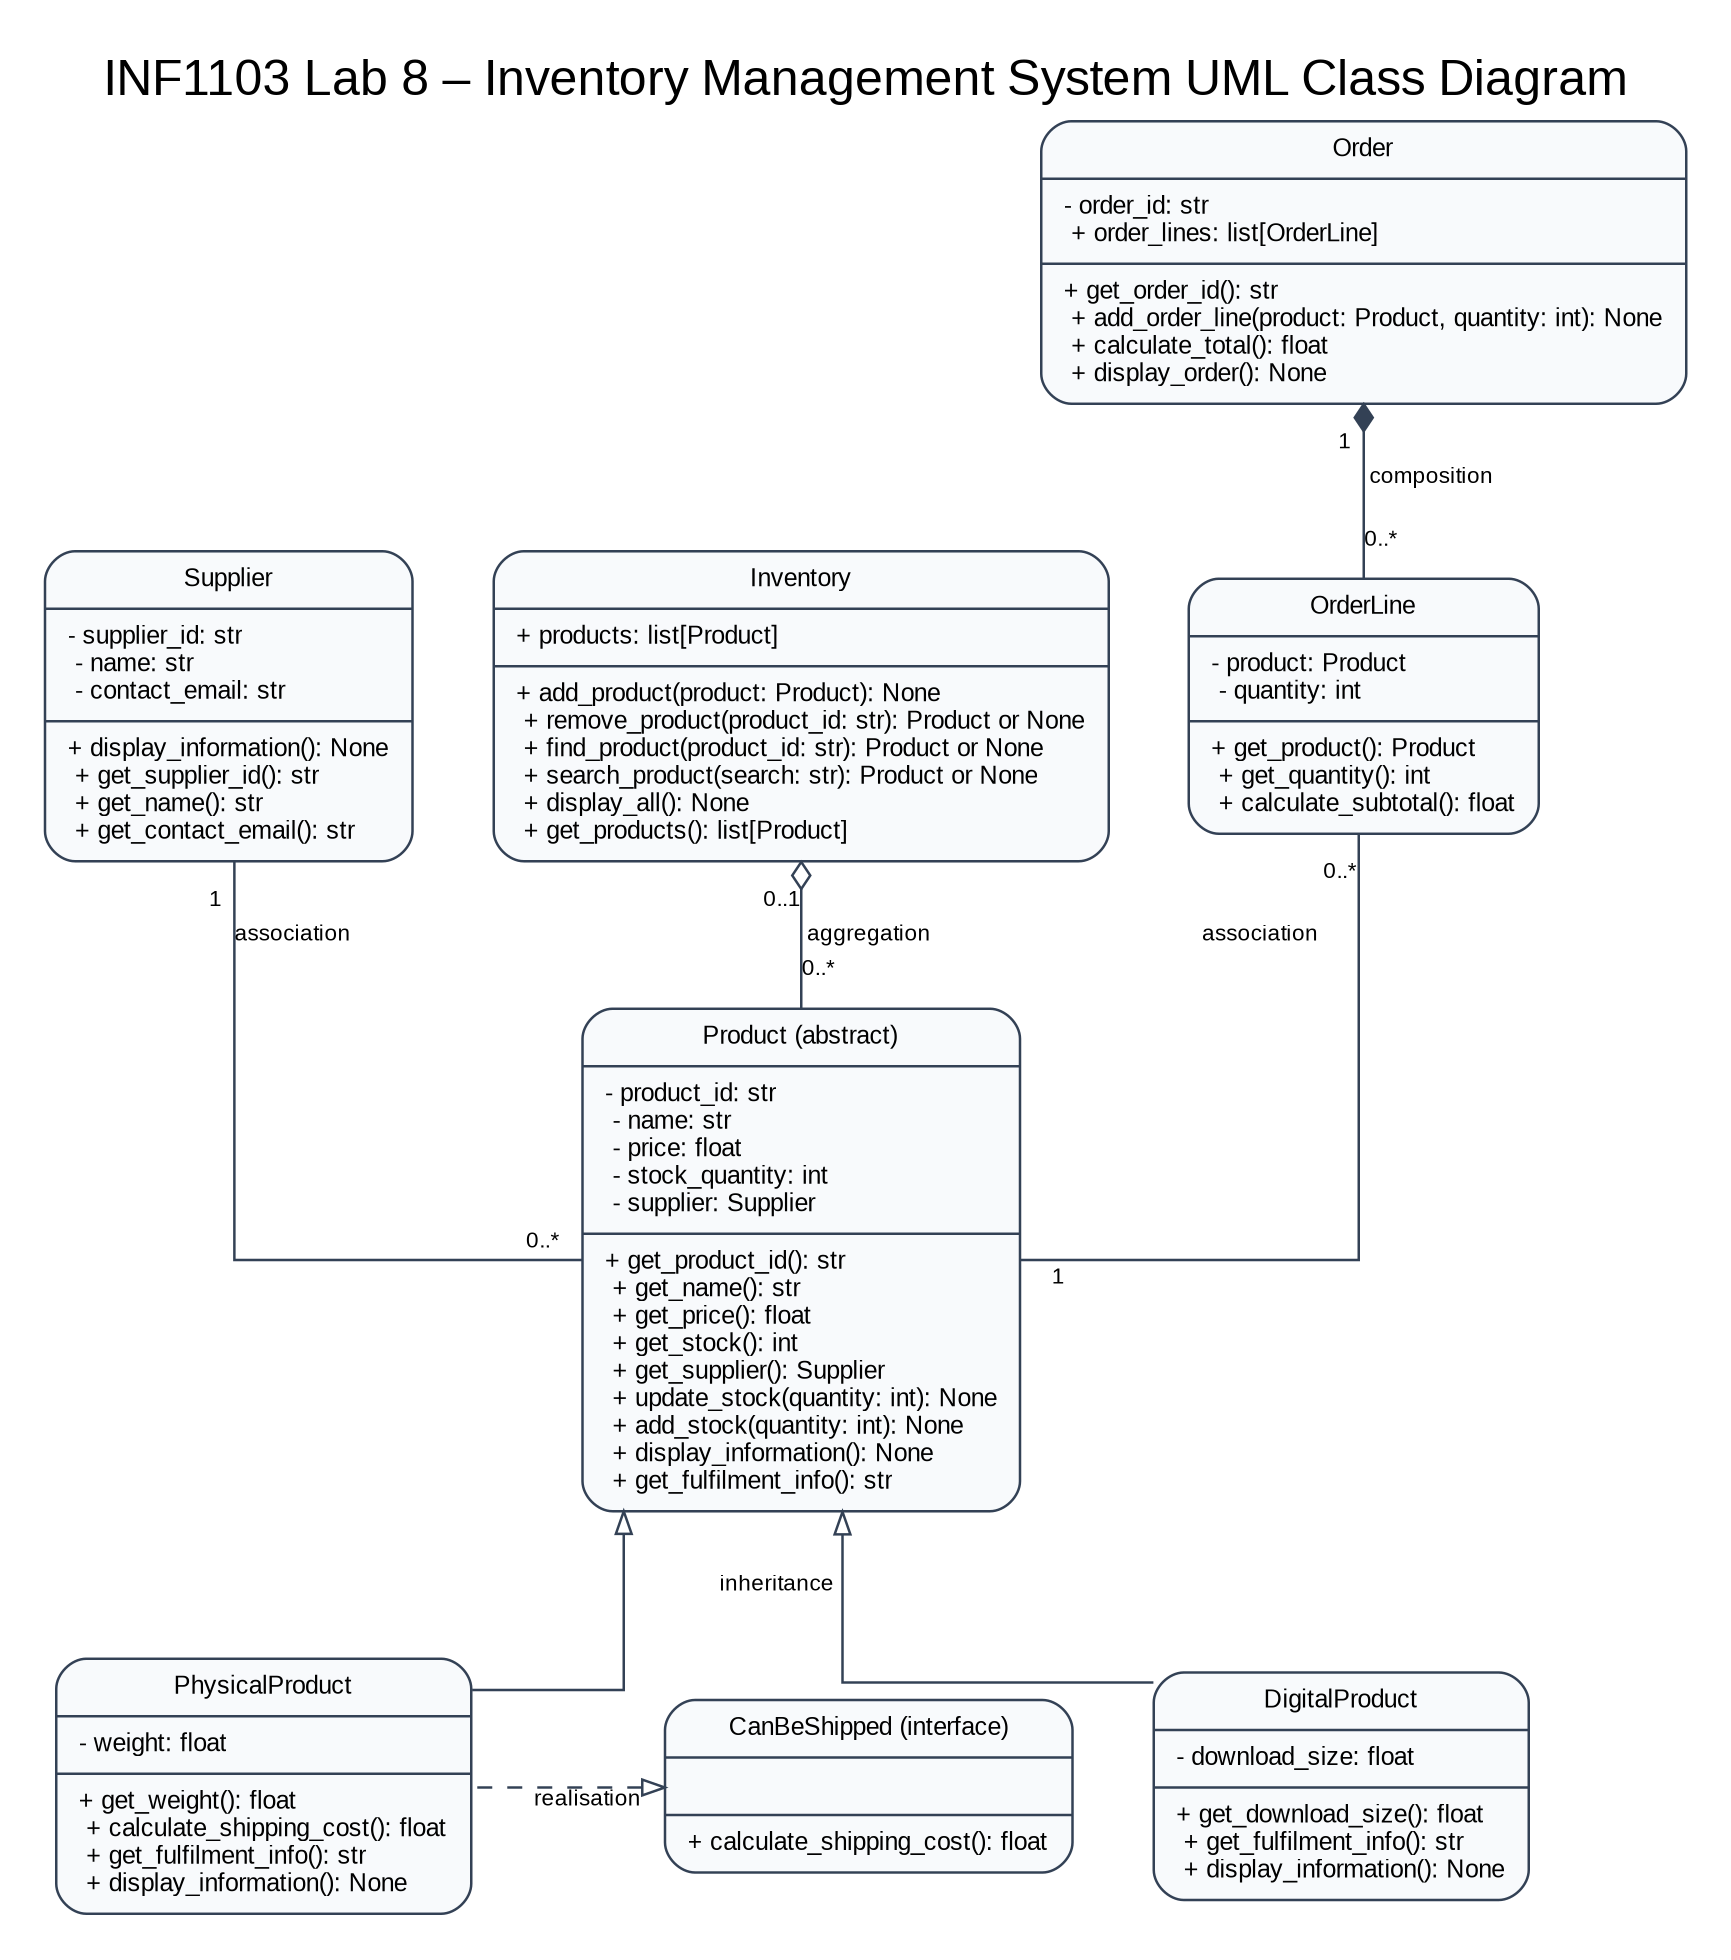 INF1103 Lab 8 – Inventory Management System UML Class Diagram
Order
- order_id: str
+ order_lines: list[OrderLine]
+ get_order_id(): str
+ add_order_line(product: Product, quantity: int): None
+ calculate_total(): float
+ display_order(): None
1
composition
0..*
Supplier
- supplier_id: str
- name: str
- contact_email: str
+ display_information(): None
+ get_supplier_id(): str
+ get_name(): str
+ get_contact_email(): str
Inventory
+ products: list[Product]
+ add_product(product: Product): None
+ remove_product(product_id: str): Product or None
+ find_product(product_id: str): Product or None
+ search_product(search: str): Product or None
+ display_all(): None
+ get_products(): list[Product]
OrderLine
- product: Product
- quantity: int
+ get_product(): Product
+ get_quantity(): int
+ calculate_subtotal(): float
1
association
0..1
aggregation
0..*
0..*
association
Product (abstract)
- product_id: str
- name: str
- price: float
- stock_quantity: int
- supplier: Supplier
+ get_product_id(): str
+ get_name(): str
+ get_price(): float
+ get_stock(): int
+ get_supplier(): Supplier
+ update_stock(quantity: int): None
+ add_stock(quantity: int): None
+ display_information(): None
+ get_fulfilment_info(): str
0..*
1
inheritance
PhysicalProduct
- weight: float
+ get_weight(): float
+ calculate_shipping_cost(): float
+ get_fulfilment_info(): str
+ display_information(): None
realisation
CanBeShipped (interface)
+ calculate_shipping_cost(): float
DigitalProduct
- download_size: float
+ get_download_size(): float
+ get_fulfilment_info(): str
+ display_information(): None